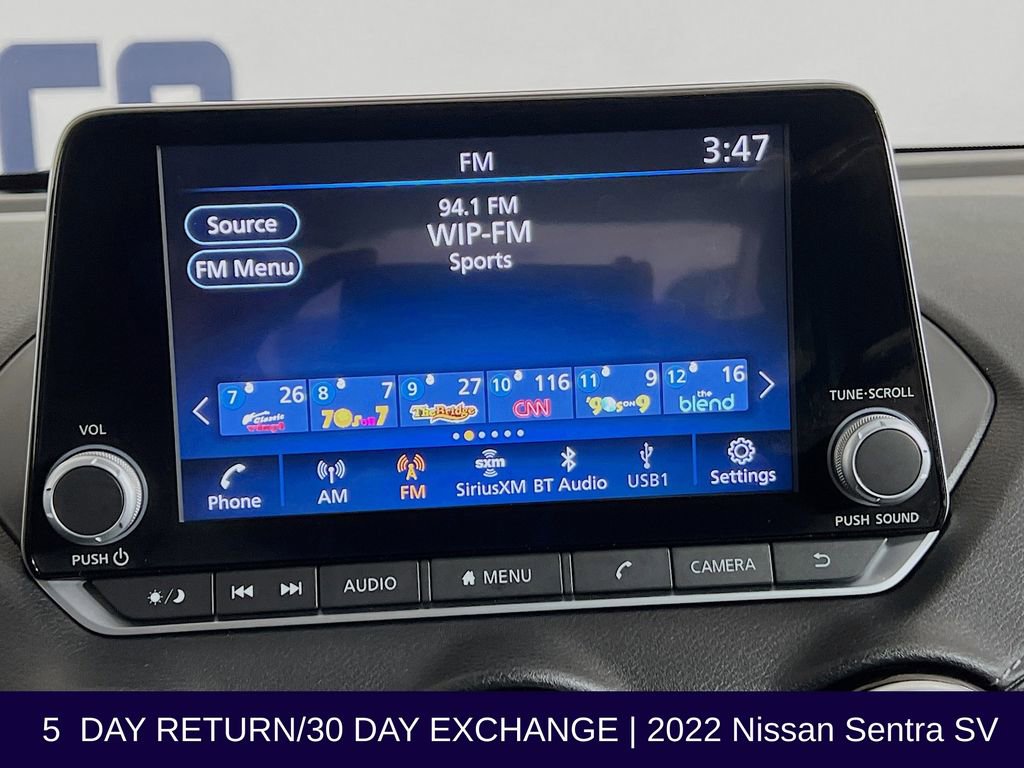 FM
3:47
94.1 FM
WIP-FM
Sports
Source
FM Menu
7 26
8 7
9 27
10 116
11 9
12 16
Classic
70s on 7
The Bridge
CNN
'90s ON 9
the
blend
Phone
AM
FM
sxm
SiriusXM
BT Audio
USB1
Settings
VOL
PUSH
TUNE·SCROLL
PUSH SOUND
AUDIO
MENU
CAMERA
5 DAY RETURN/30 DAY EXCHANGE | 2022 Nissan Sentra SV